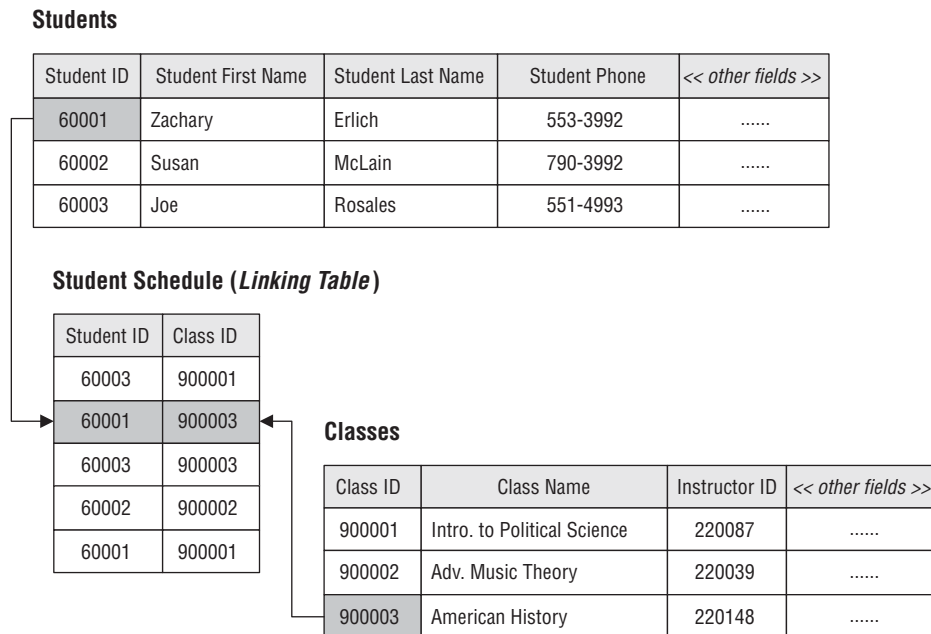 Students
Student ID Student First Name Student Last Name Student Phone << other fields >>
60001 Zachary Erlich 553-3992 ......
60002 Susan McLain 790-3992 ......
60003 Joe Rosales 551-4993 ......
Student Schedule (Linking Table)
Student ID Class ID
60003 900001
60001 900003
60003 900003
60002 900002
60001 900001
Classes
Class ID Class Name Instructor ID << other fields >>
900001 Intro. to Political Science 220087 ......
900002 Adv. Music Theory 220039 ......
900003 American History 220148 ......